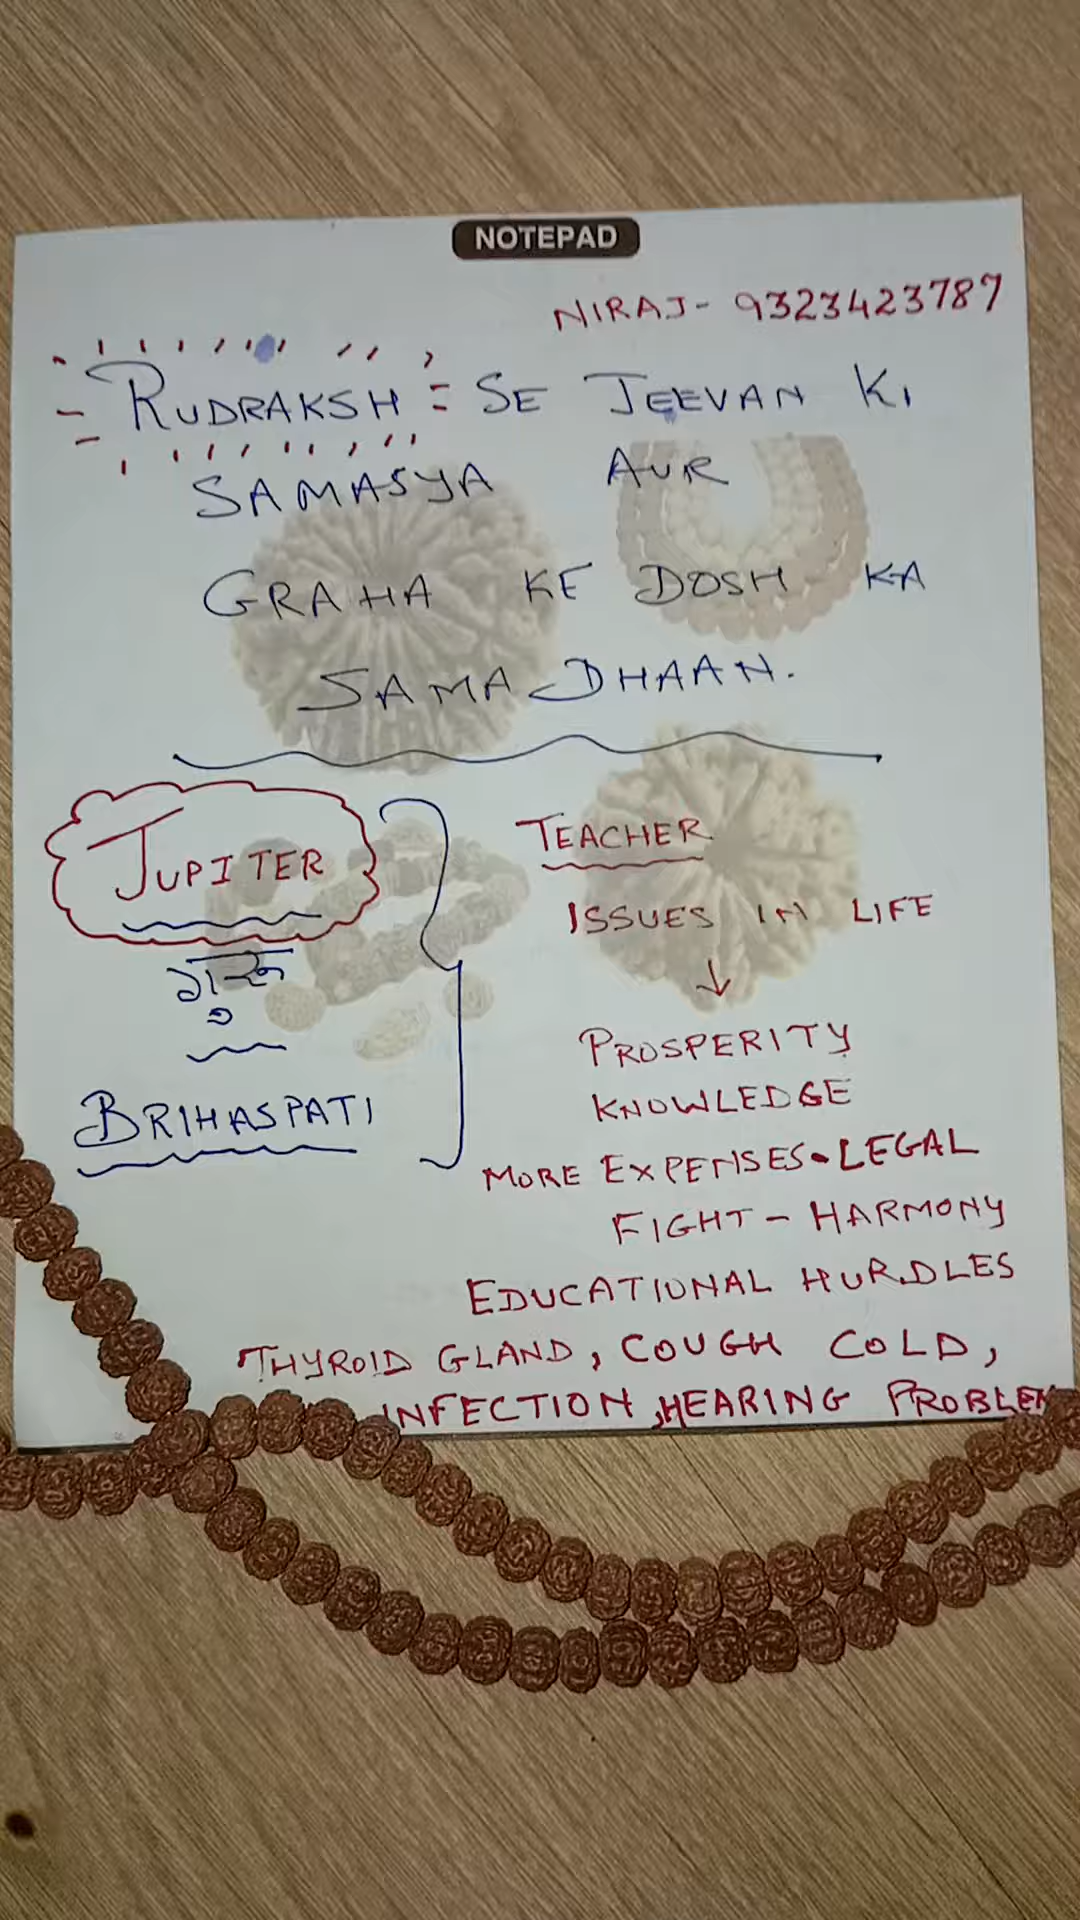 NOTEPAD
NIRAJ- 9323423787
RUDRAKSH SE JEEVAN KI
SAMASYA AUR
GRAHA KE DOSH KA
SAMADHAAN.
JUPITER
गुरू
BRIHASPATI
TEACHER
ISSUES IN LIFE
↓
PROSPERITY
KNOWLEDGE
MORE EXPENSES-LEGAL
FIGHT - HARMONY
EDUCATIONAL HURDLES
THYROID GLAND, COUGH COLD,
INFECTION, HEARING PROBLEM